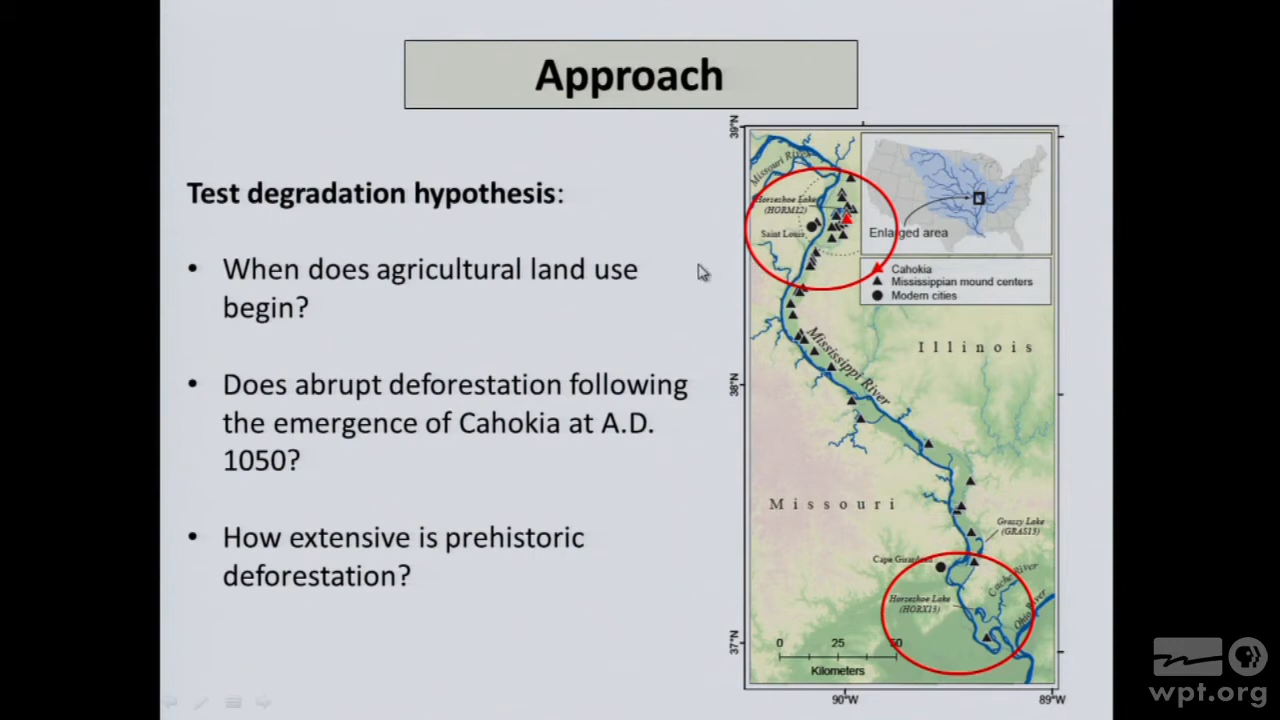 Approach
Test degradation hypothesis:
• When does agricultural land use
begin?
• Does abrupt deforestation following
the emergence of Cahokia at A.D.
1050?
• How extensive is prehistoric
deforestation?
39°N
Missouri River
Horseshoe Lake
(HORM12)
Saint Louis
Enlarged area
Cahokia
Mississippian mound centers
Modern cities
Illinois
Mississippi River
38°N
Missouri
Grassy Lake
(GRAS13)
Cape Girardeau
Cache River
Horseshoe Lake
(HORX13)
Ohio River
0 25 50
Kilometers
37°N
90°W 89°W
wpt.org